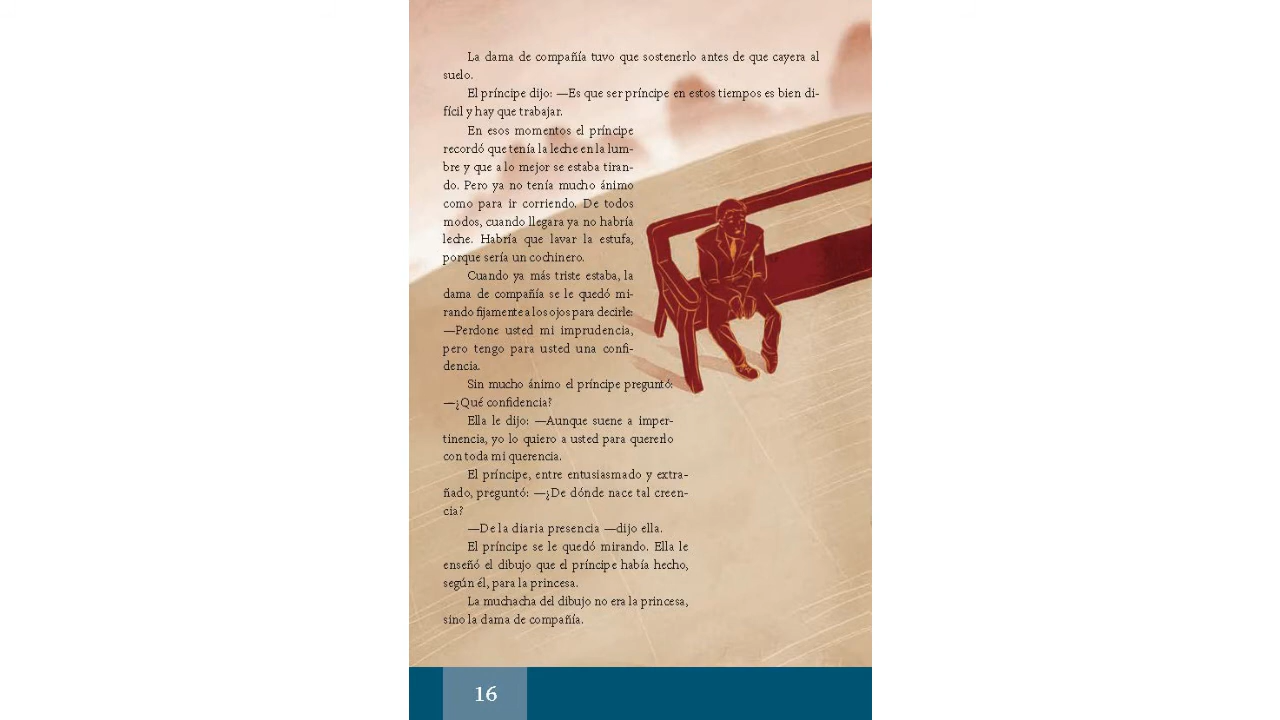 La dama de compañía tuvo que sostenerlo antes de que cayera al
suelo.
El príncipe dijo: —Es que ser príncipe en estos tiempos es bien di-
fícil y hay que trabajar.
En esos momentos el príncipe
recordó que tenía la leche en la lum-
bre y que a lo mejor se estaba tiran-
do. Pero ya no tenía mucho ánimo
como para ir corriendo. De todos
modos, cuando llegara ya no habría
leche. Habría que lavar la estufa,
porque sería un cochinero.
Cuando ya más triste estaba, la
dama de compañía se le quedó mi-
rando fijamente a los ojos para decirle:
—Perdone usted mi imprudencia,
pero tengo para usted una confi-
dencia.
Sin mucho ánimo el príncipe preguntó:
—¿Qué confidencia?
Ella le dijo: —Aunque suene a imper-
tinencia, yo lo quiero a usted para quererlo
con toda mi querencia.
El príncipe, entre entusiasmado y extra-
ñado, preguntó: —¿De dónde nace tal creen-
cia?
—De la diaria presencia —dijo ella.
El príncipe se le quedó mirando. Ella le
enseñó el dibujo que el príncipe había hecho,
según él, para la princesa.
La muchacha del dibujo no era la princesa,
sino la dama de compañía.
16